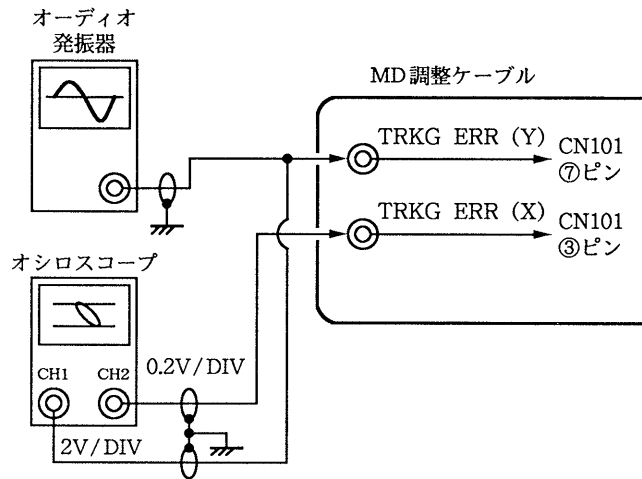 オーディオ
発振器
MD調整ケーブル
TRKG ERR (Y)
CN101
⑦ピン
TRKG ERR (X)
CN101
③ピン
オシロスコープ
CH1
CH2
0.2V/DIV
2V/DIV